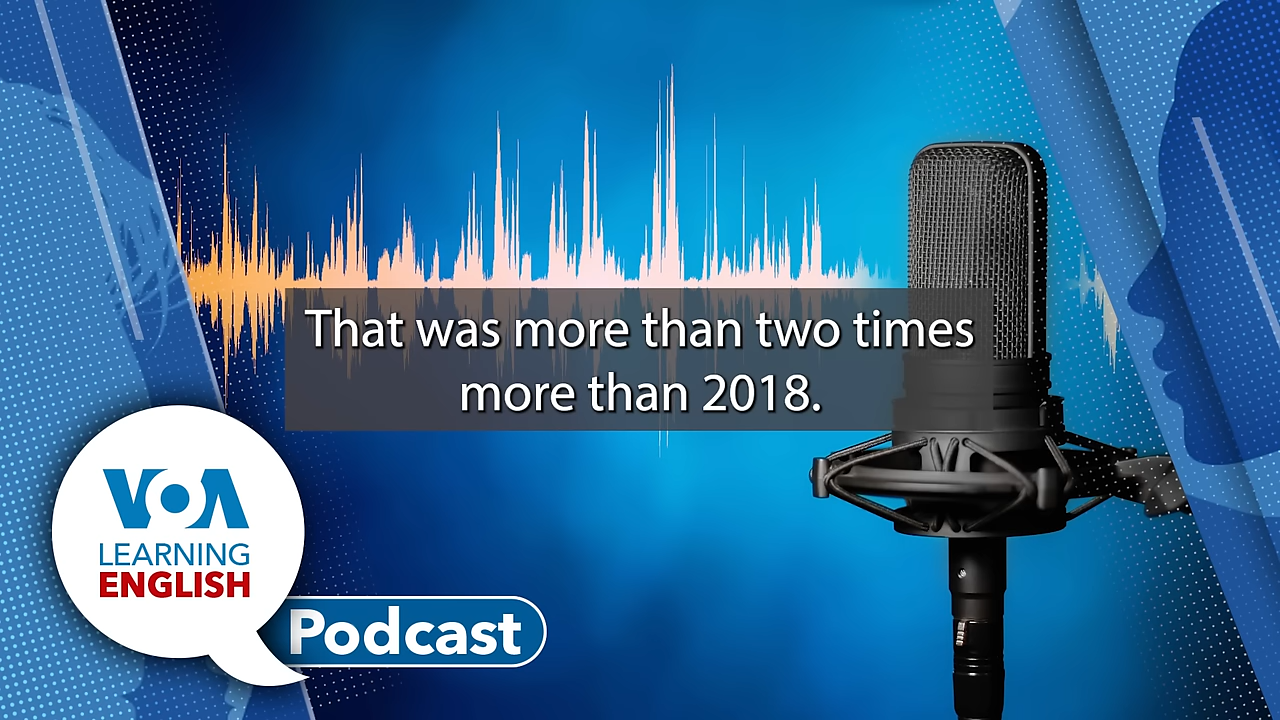 That was more than two times
more than 2018.
VOA
LEARNING
ENGLISH
Podcast